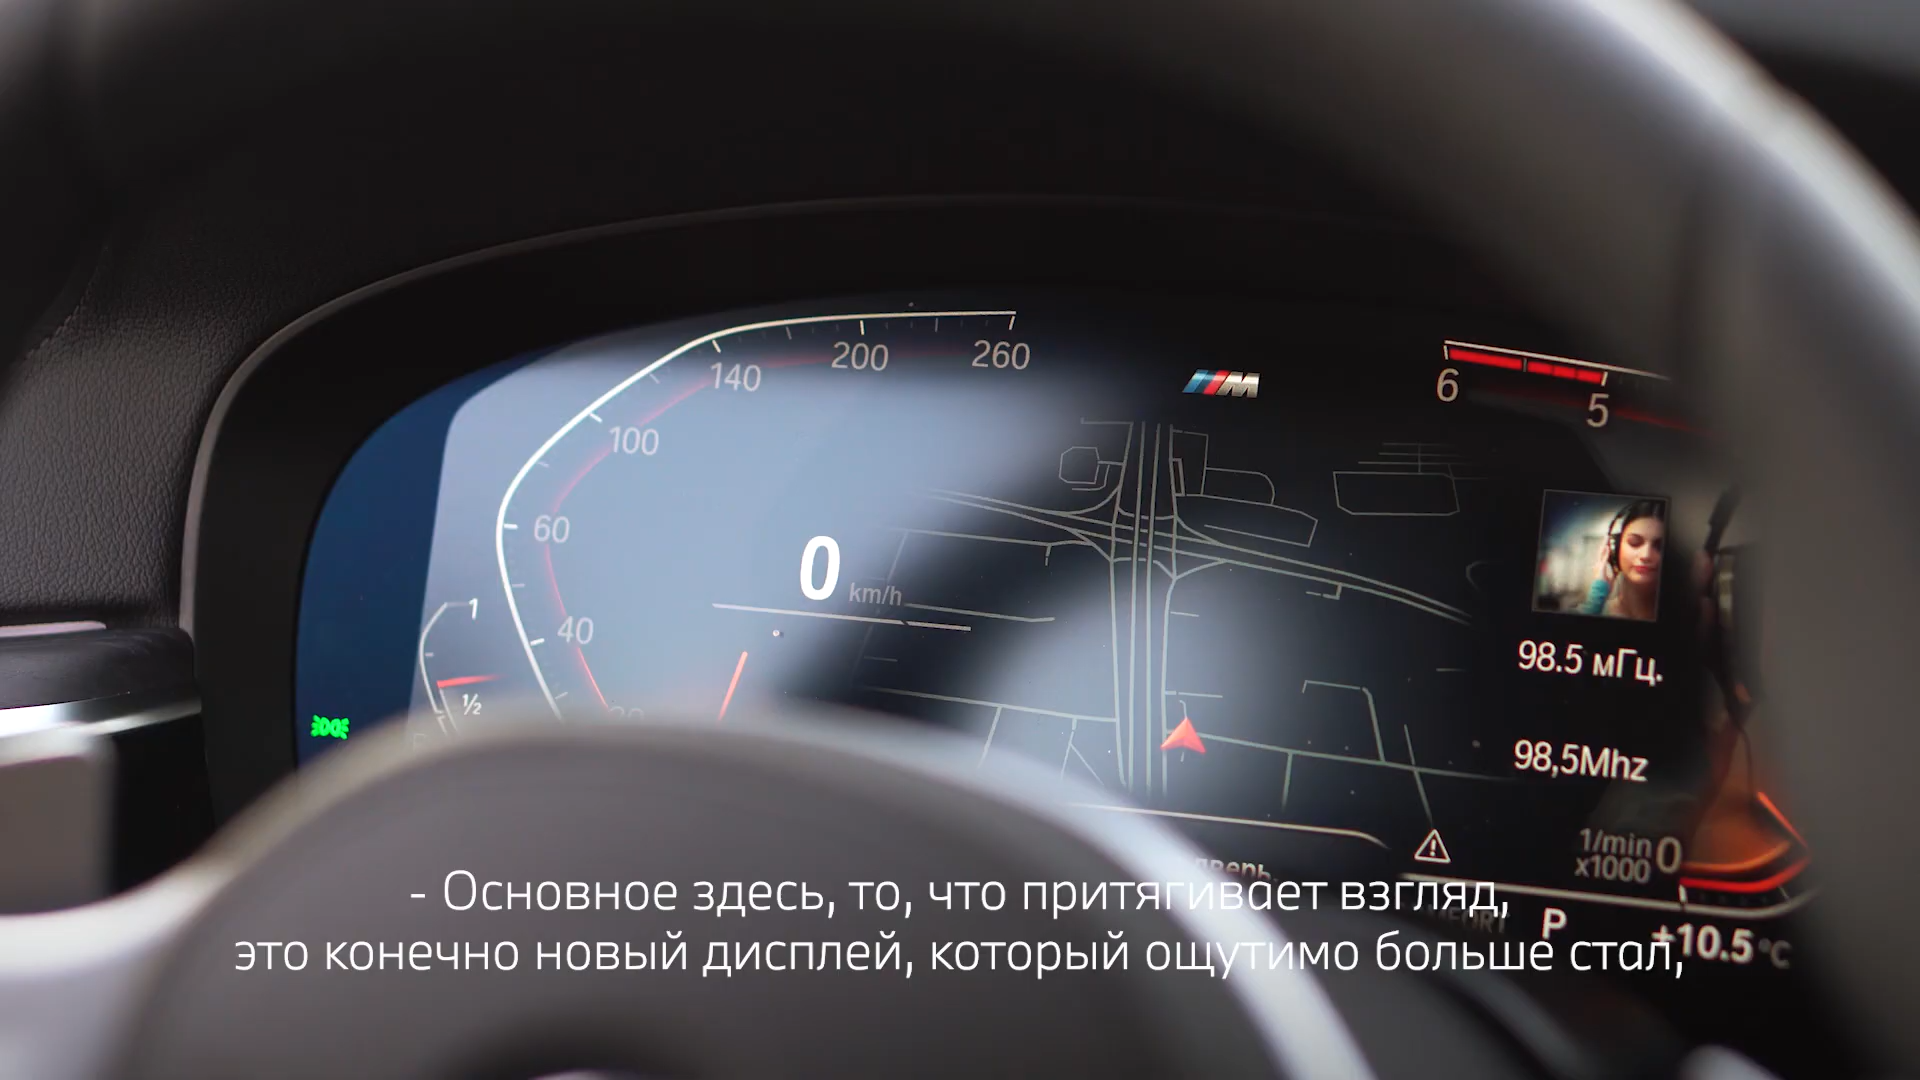 260
200
140
100
60
40
1
½
0 km/h
M
6
5
98.5 мГц.
98,5Mhz
1/min
x1000
0
дверь.
P
+10.5 °C
- Основное здесь, то, что притягивает взгляд,
это конечно новый дисплей, который ощутимо больше стал,